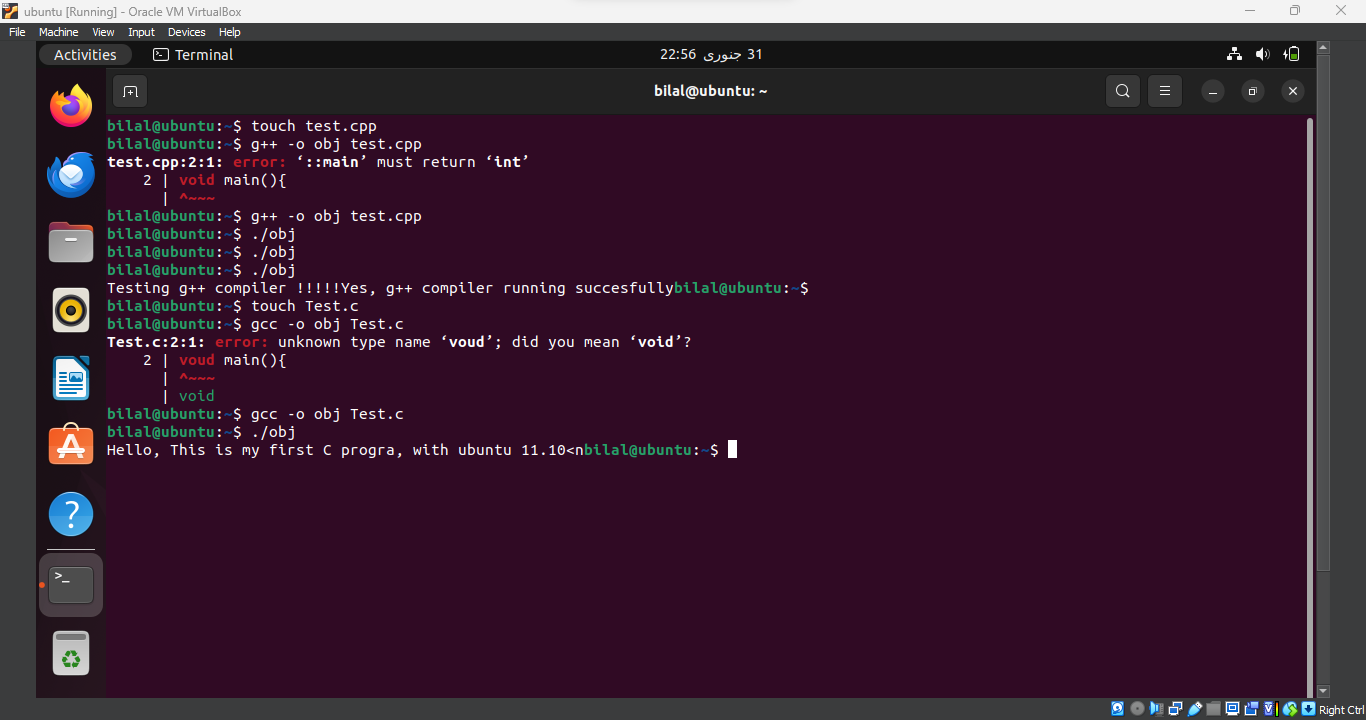 ubuntu [Running] - Oracle VM VirtualBox
File Machine View Input Devices Help
Activities Terminal 22:56 31 جنوری
bilal@ubuntu: ~
bilal@ubuntu:~$ touch test.cpp
bilal@ubuntu:~$ g++ -o obj test.cpp
test.cpp:2:1: error: ‘::main’ must return ‘int’
2 | void main(){
| ^~~~
bilal@ubuntu:~$ g++ -o obj test.cpp
bilal@ubuntu:~$ ./obj
bilal@ubuntu:~$ ./obj
bilal@ubuntu:~$ ./obj
Testing g++ compiler !!!!!Yes, g++ compiler running succesfullybilal@ubuntu:~$
bilal@ubuntu:~$ touch Test.c
bilal@ubuntu:~$ gcc -o obj Test.c
Test.c:2:1: error: unknown type name ‘voud’; did you mean ‘void’?
2 | voud main(){
| ^~~~
| void
bilal@ubuntu:~$ gcc -o obj Test.c
bilal@ubuntu:~$ ./obj
Hello, This is my first C progra, with ubuntu 11.10<nbilal@ubuntu:~$
Right Ctrl